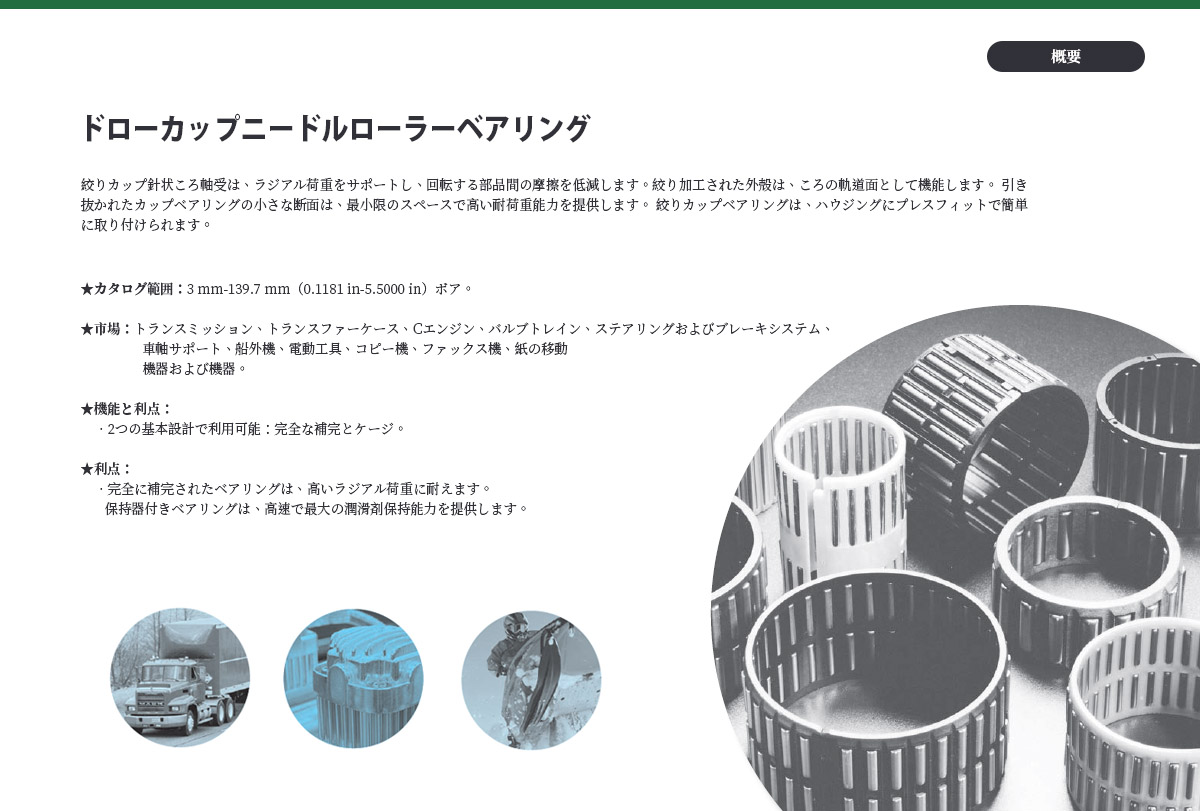 概要
ドローカップニードルローラーベアリング
絞りカップ針状ころ軸受は、ラジアル荷重をサポートし、回転する部品間の摩擦を低減します。絞り加工された外殻は、ころの軌道面として機能します。 引き
抜かれたカップベアリングの小さな断面は、最小限のスペースで高い耐荷重能力を提供します。 絞りカップベアリングは、ハウジングにプレスフィットで簡単
に取り付けられます。
★カタログ範囲：3 mm-139.7 mm（0.1181 in-5.5000 in）ボア。
★市場：トランスミッション、トランスファーケース、Cエンジン、バルブトレイン、ステアリングおよびブレーキシステム、
車軸サポート、船外機、電動工具、コピー機、ファックス機、紙の移動
機器および機器。
★機能と利点：
· 2つの基本設計で利用可能：完全な補完とケージ。
★利点：
· 完全に補完されたベアリングは、高いラジアル荷重に耐えます。
保持器付きベアリングは、高速で最大の潤滑剤保持能力を提供します。